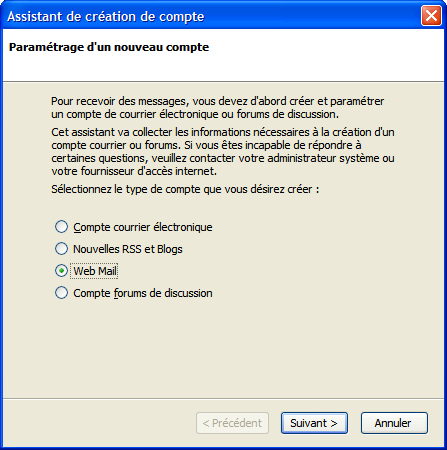 Assistant de création de compte
Paramétrage d'un nouveau compte
Pour recevoir des messages, vous devez d'abord créer et paramétrer
un compte de courrier électronique ou forums de discussion.
Cet assistant va collecter les informations nécessaires à la création d'un
compte courrier ou forums. Si vous êtes incapable de répondre à
certaines questions, veuillez contacter votre administrateur système ou
votre fournisseur d'accès internet.
Sélectionnez le type de compte que vous désirez créer :
Compte courrier électronique
Nouvelles RSS et Blogs
Web Mail
Compte forums de discussion
< Précédent
Suivant >
Annuler